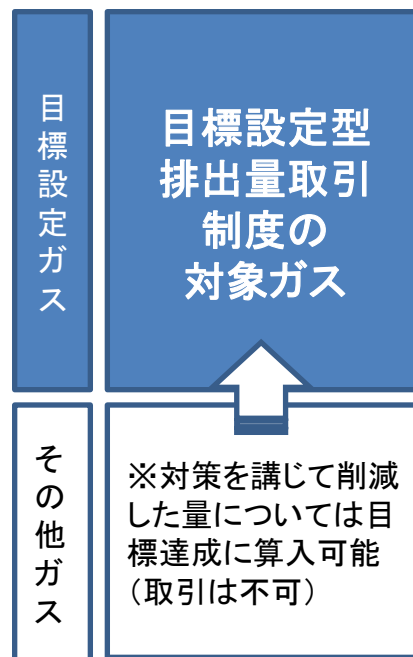 目標設定ガス
目標設定型
排出量取引
制度の
対象ガス
その他ガス
※対策を講じて削減
した量については目
標達成に算入可能
（取引は不可）